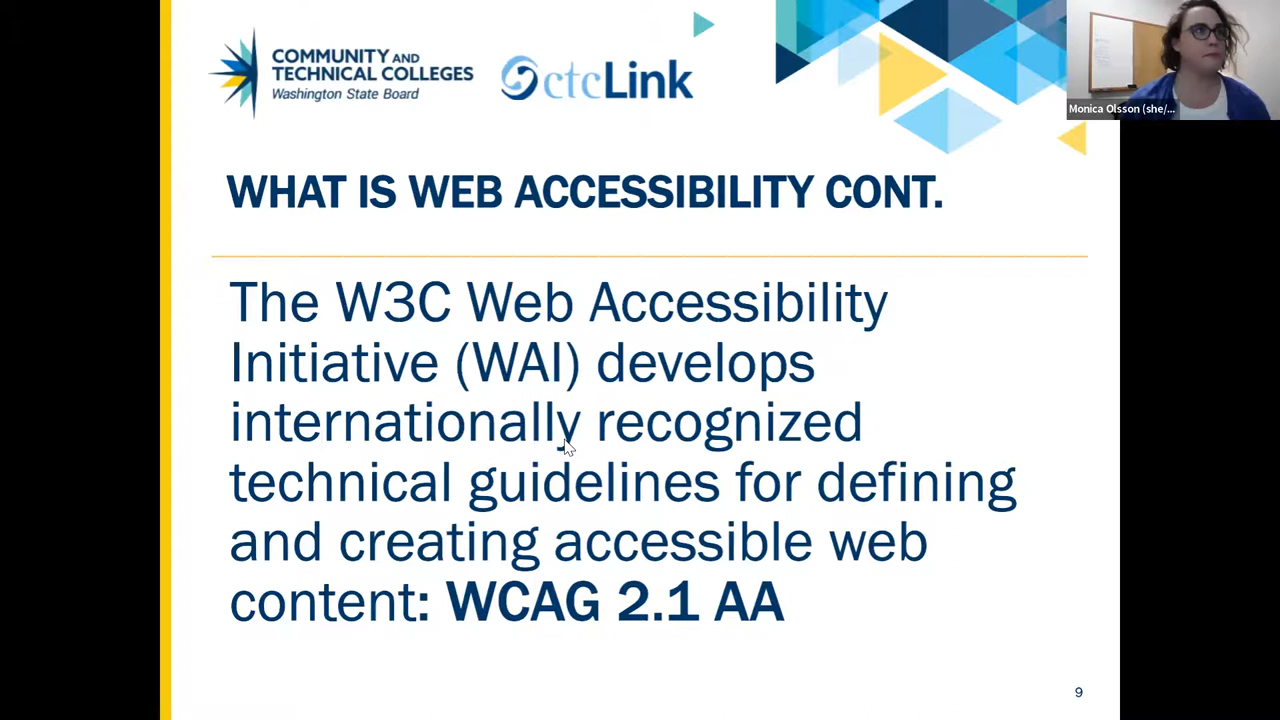 COMMUNITY AND
TECHNICAL COLLEGES
Washington State Board
ctcLink
Monica Olsson (she/...
WHAT IS WEB ACCESSIBILITY CONT.
The W3C Web Accessibility
Initiative (WAI) develops
internationally recognized
technical guidelines for defining
and creating accessible web
content: WCAG 2.1 AA
9